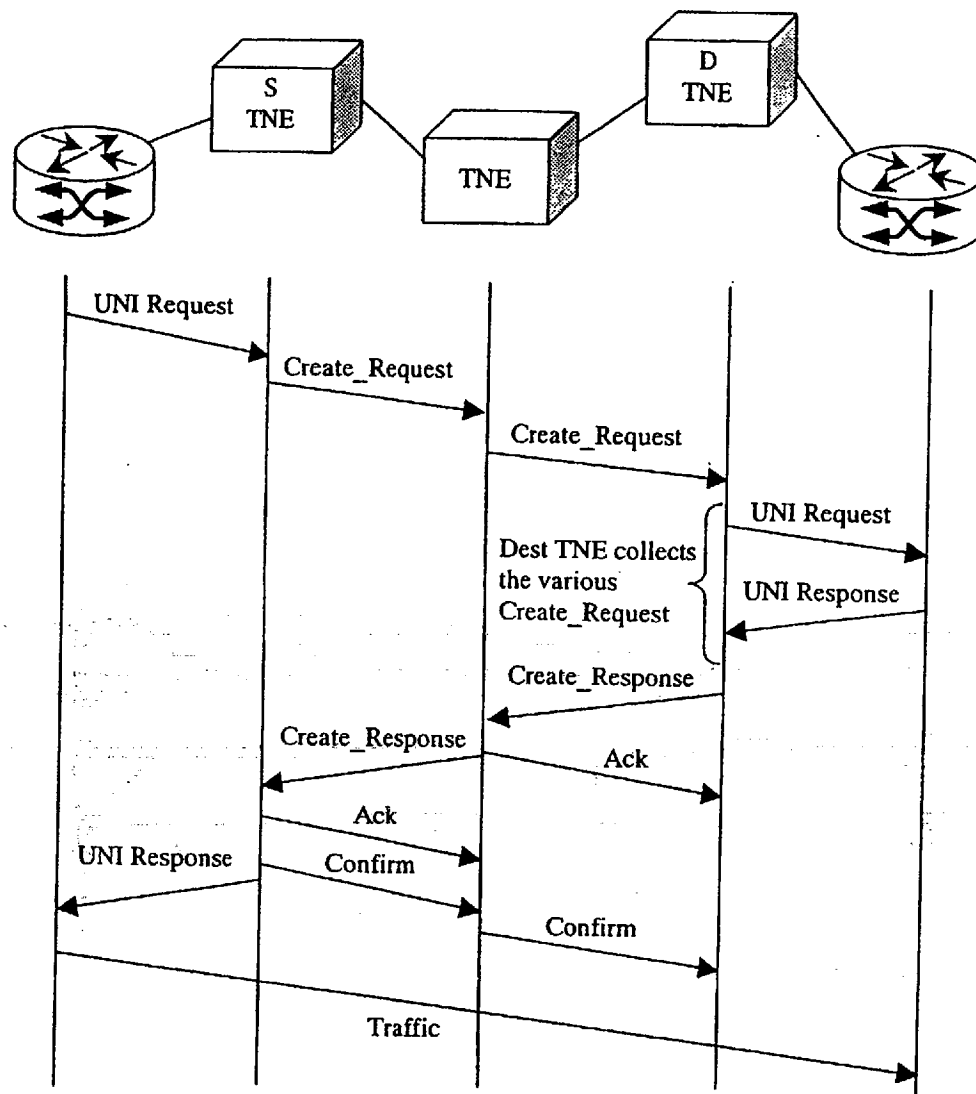 S
TNE
D
TNE
TNE
UNI Request
Create_Request
Create_Request
UNI Request
Dest TNE collects
the various
Create_Request
UNI Response
Create_Response
Create_Response
Ack
Ack
UNI Response
Confirm
Confirm
Traffic